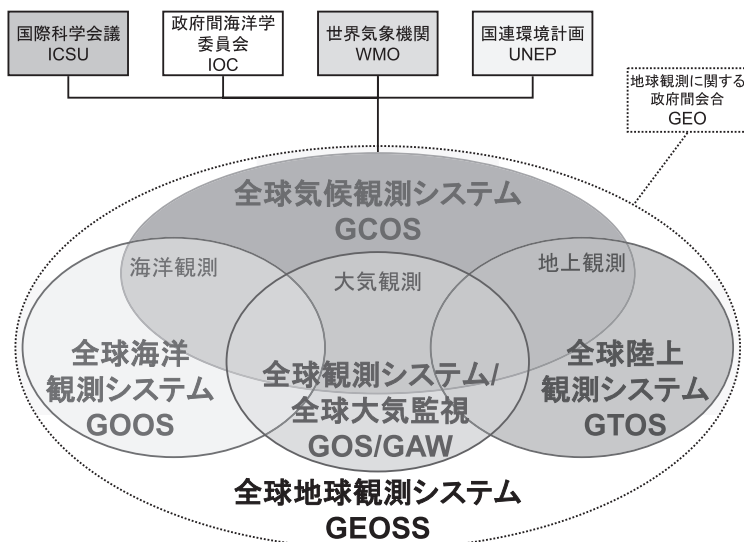 国際科学会議
ICSU
政府間海洋学
委員会
IOC
世界気象機関
WMO
国連環境計画
UNEP
地球観測に関する
政府間会合
GEO
全球気候観測システム
GCOS
海洋観測
大気観測
地上観測
全球海洋
観測システム
GOOS
全球観測システム/
全球大気監視
GOS/GAW
全球陸上
観測システム
GTOS
全球地球観測システム
GEOSS